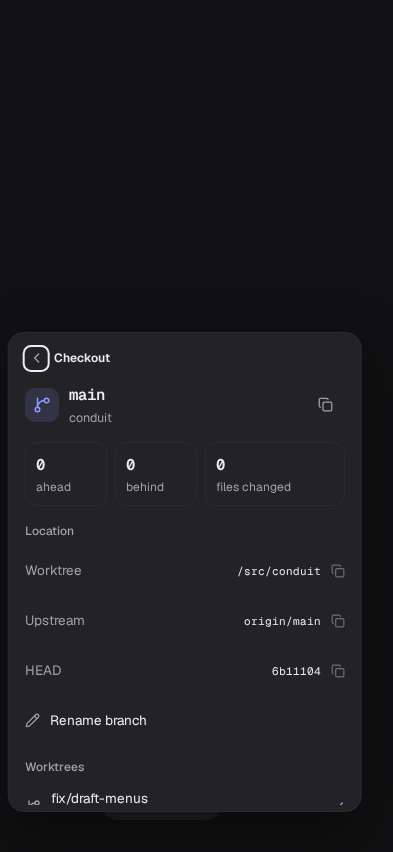 Checkout
main
conduit
0
ahead
0
behind
0
files changed
Location
Worktree /src/conduit
Upstream origin/main
HEAD 6b11104
Rename branch
Worktrees
fix/draft-menus